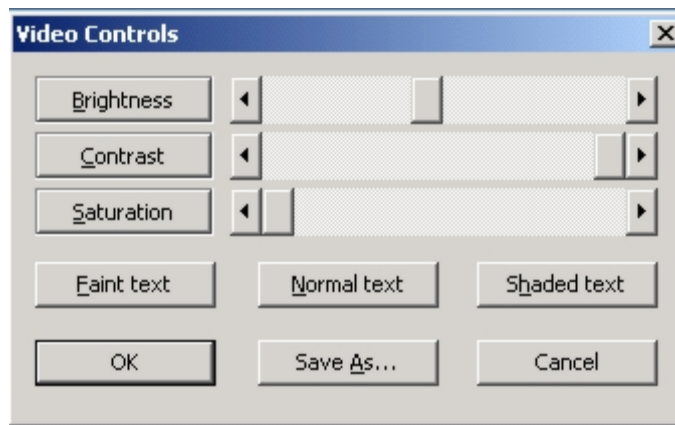 Video Controls
Brightness
Contrast
Saturation
Faint text Normal text Shaded text
OK Save As... Cancel